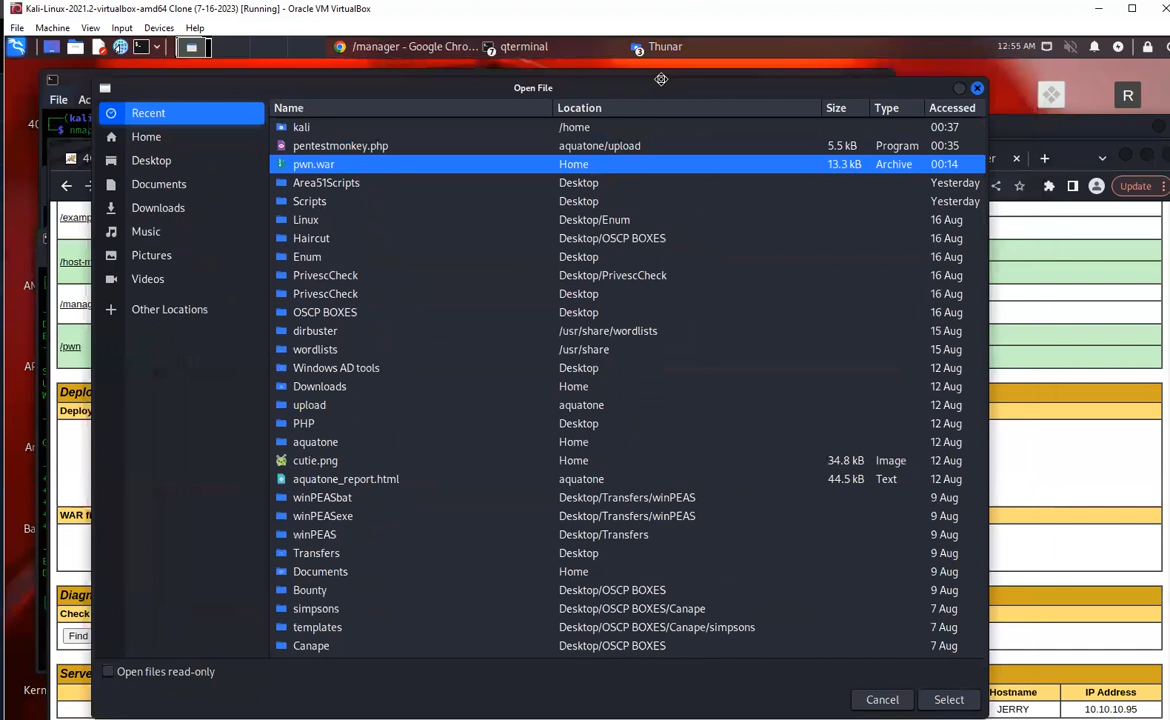 Kali-Linux-2021.2-virtualbox-amd64 Clone (7-16-2023) [Running] - Oracle VM VirtualBox
File Machine View Input Devices Help
/manager - Google Chro... 7 qterminal 3 Thunar 12:55 AM
Open File
File
R
Recent
Name Location Size Type Accessed
kali /home 00:37
Home
pentestmonkey.php aquatone/upload 5.5 kB Program 00:35
Desktop
pwn.war Home 13.3 kB Archive 00:14
Update
Documents
Area51Scripts Desktop Yesterday
Downloads
Scripts Desktop Yesterday
Linux Desktop/Enum 16 Aug
Music
Haircut Desktop/OSCP BOXES 16 Aug
Pictures
Enum Desktop 16 Aug
Videos
PrivescCheck Desktop/PrivescCheck 16 Aug
PrivescCheck Desktop 16 Aug
Other Locations
OSCP BOXES Desktop 16 Aug
dirbuster /usr/share/wordlists 15 Aug
/pwn
wordlists /usr/share 15 Aug
Windows AD tools Desktop 12 Aug
Downloads Home 12 Aug
upload aquatone 12 Aug
PHP Desktop 12 Aug
aquatone Home 12 Aug
cutie.png Home 34.8 kB Image 12 Aug
aquatone_report.html aquatone 44.5 kB Text 12 Aug
winPEASbat Desktop/Transfers/winPEAS 9 Aug
winPEASexe Desktop/Transfers/winPEAS 9 Aug
winPEAS Desktop/Transfers 9 Aug
Transfers Desktop 9 Aug
Documents Home 9 Aug
Bounty Desktop/OSCP BOXES 9 Aug
simpsons Desktop/OSCP BOXES/Canape 7 Aug
Check
templates Desktop/OSCP BOXES/Canape/simpsons 7 Aug
Find
Canape Desktop/OSCP BOXES 7 Aug
Open files read-only
Hostname IP Address
Cancel Select
JERRY 10.10.10.95